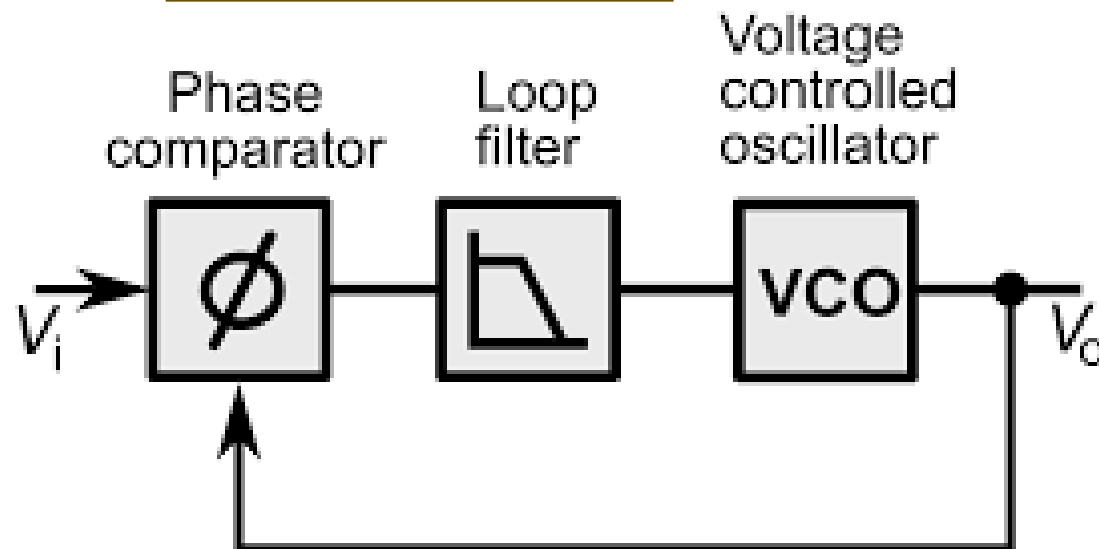 Phase
comparator
Loop
filter
Voltage
controlled
oscillator
ϕ
VCO
Vi
Vo